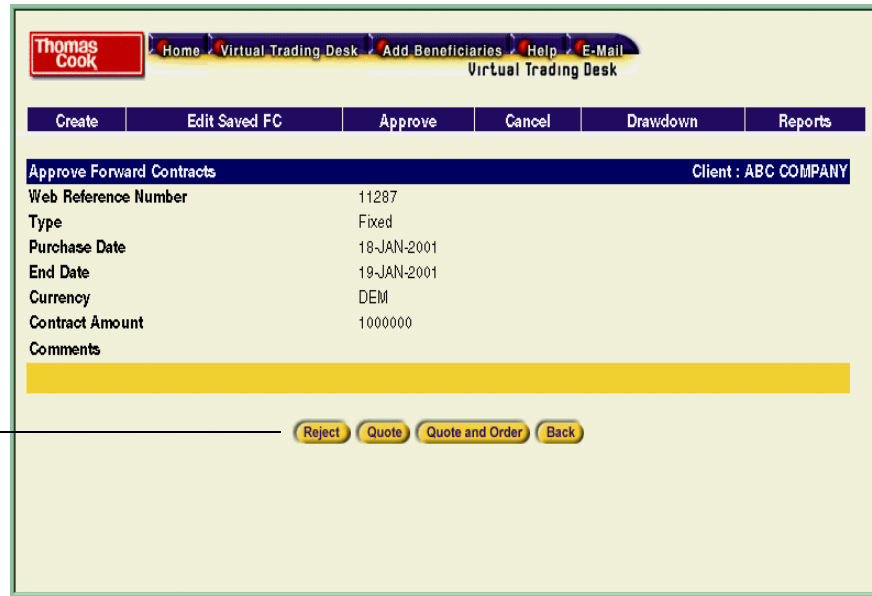 Thomas
Cook
Home Virtual Trading Desk Add Beneficiaries Help E-Mail
Virtual Trading Desk
Create Edit Saved FC Approve Cancel Drawdown Reports
Approve Forward Contracts Client : ABC COMPANY
Web Reference Number 11287
Type Fixed
Purchase Date 18-JAN-2001
End Date 19-JAN-2001
Currency DEM
Contract Amount 1000000
Comments
Reject Quote Quote and Order Back